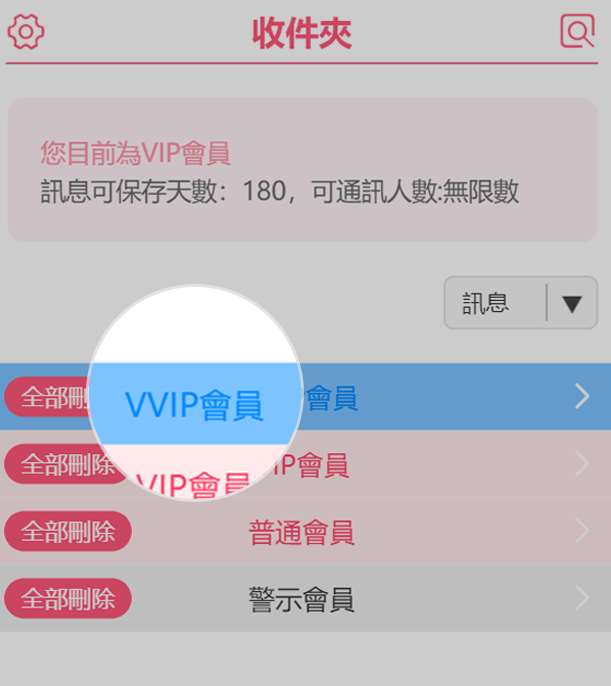 收件夾
您目前為VIP會員
訊息可保存天數：180，可通訊人數:無限數
訊息
全部刪 VVIP會員 會員
全部刪除 VIP會員 IP會員
全部刪除 普通會員
全部刪除 警示會員